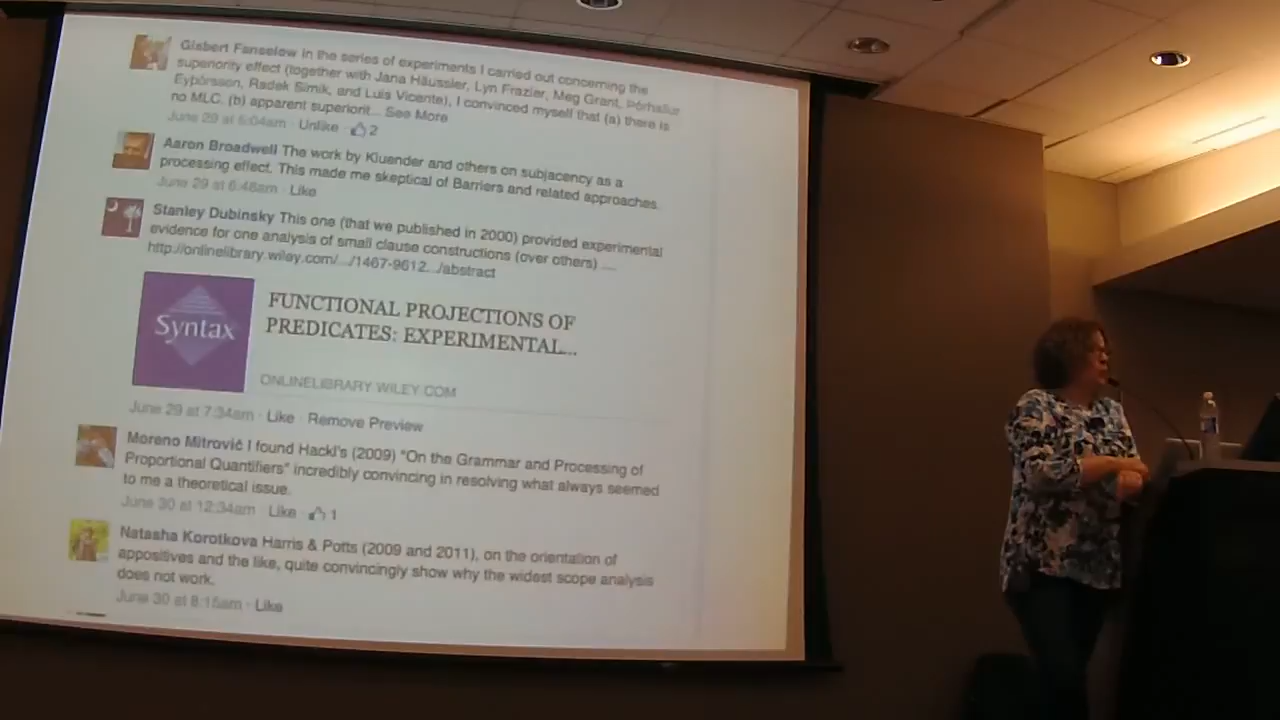 Gisbert Fanselow in the series of experiments I carried out concerning the
superiority effect (together with Jana Häussler, Lyn Frazier, Meg Grant, Þórhallur
Eyþórsson, Radek Simik, and Luis Vicente), I convinced myself that (a) there is
no MLC. (b) apparent superiorit... See More
June 29 at 5:04am · Unlike · 2
Aaron Broadwell The work by Kluender and others on subjacency as a
processing effect. This made me skeptical of Barriers and related approaches.
June 29 at 6:48am · Like
Stanley Dubinsky This one (that we published in 2000) provided experimental
evidence for one analysis of small clause constructions (over others) ....
http://onlinelibrary.wiley.com/.../1467-9612.../abstract
Syntax
FUNCTIONAL PROJECTIONS OF
PREDICATES: EXPERIMENTAL...
ONLINELIBRARY.WILEY.COM
June 29 at 7:34am · Like · Remove Preview
Moreno Mitrović I found Hackl's (2009) "On the Grammar and Processing of
Proportional Quantifiers" incredibly convincing in resolving what always seemed
to me a theoretical issue.
June 30 at 12:34am · Like · 1
Natasha Korotkova Harris & Potts (2009 and 2011), on the orientation of
appositives and the like, quite convincingly show why the widest scope analysis
does not work.
June 30 at 8:15am · Like